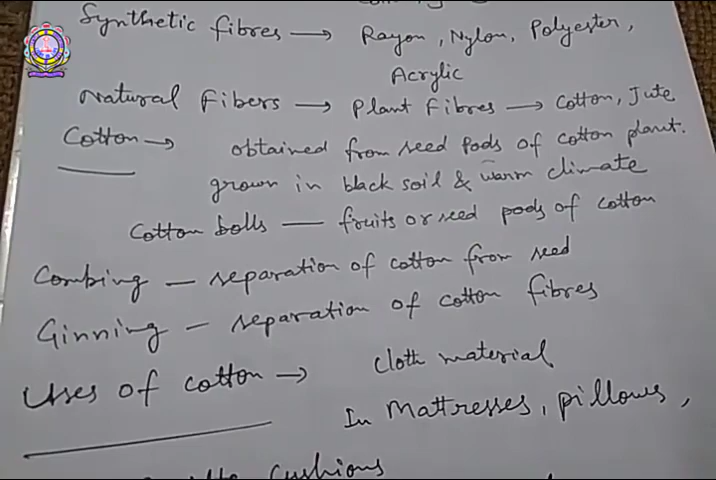 Synthetic fibres → Rayon, Nylon, Polyester,
Acrylic
Natural Fibers → Plant Fibres → Cotton, Jute
Cotton → obtained from seed pods of cotton plant.
grown in black soil & warm climate
Cotton bolls — fruits or seed pods of cotton
Combing — separation of cotton from seed
Ginning — separation of cotton fibres
Uses of cotton → cloth material
In Mattresses, pillows,
cushions